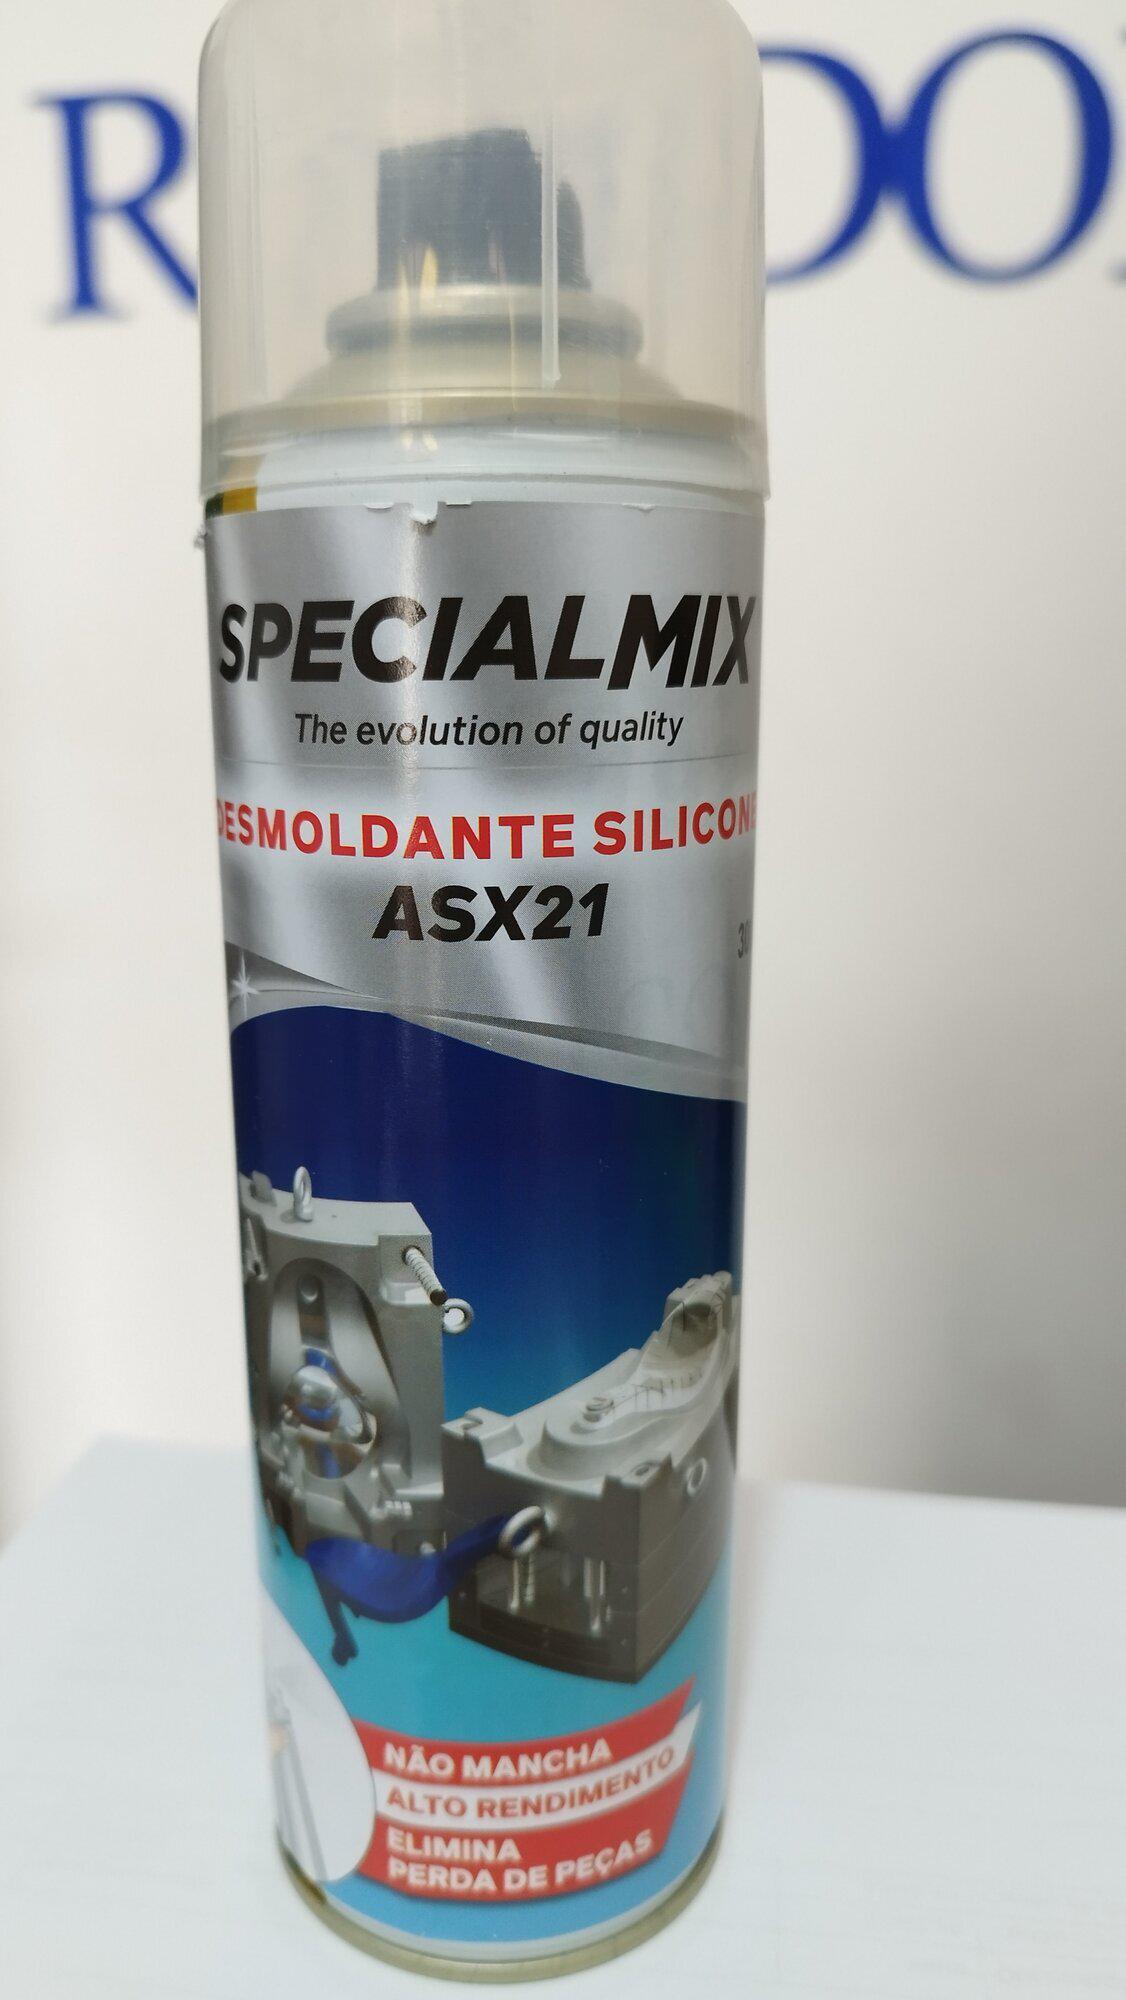 SPECIALMIX
The evolution of quality
DESMOLDANTE SILICONE
ASX21
NÃO MANCHA
ALTO RENDIMENTO
ELIMINA
PERDA DE PEÇAS